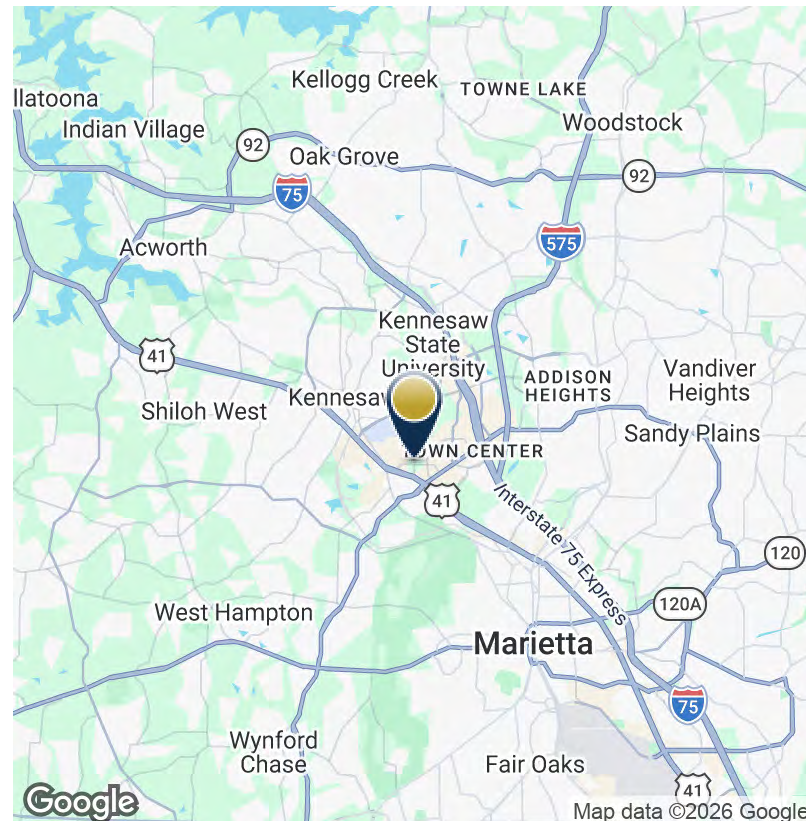 Kellogg Creek
TOWNE LAKE
llatoona
Woodstock
Indian Village
92
Oak Grove
92
75
Acworth
575
Kennesaw
State
University
41
ADDISON
HEIGHTS
Vandiver
Heights
Kennesaw
Shiloh West
Sandy Plains
TOWN CENTER
41
Interstate 75 Express
120
120A
West Hampton
Marietta
75
Wynford
Chase
Fair Oaks
41
Google
Map data ©2026 Google